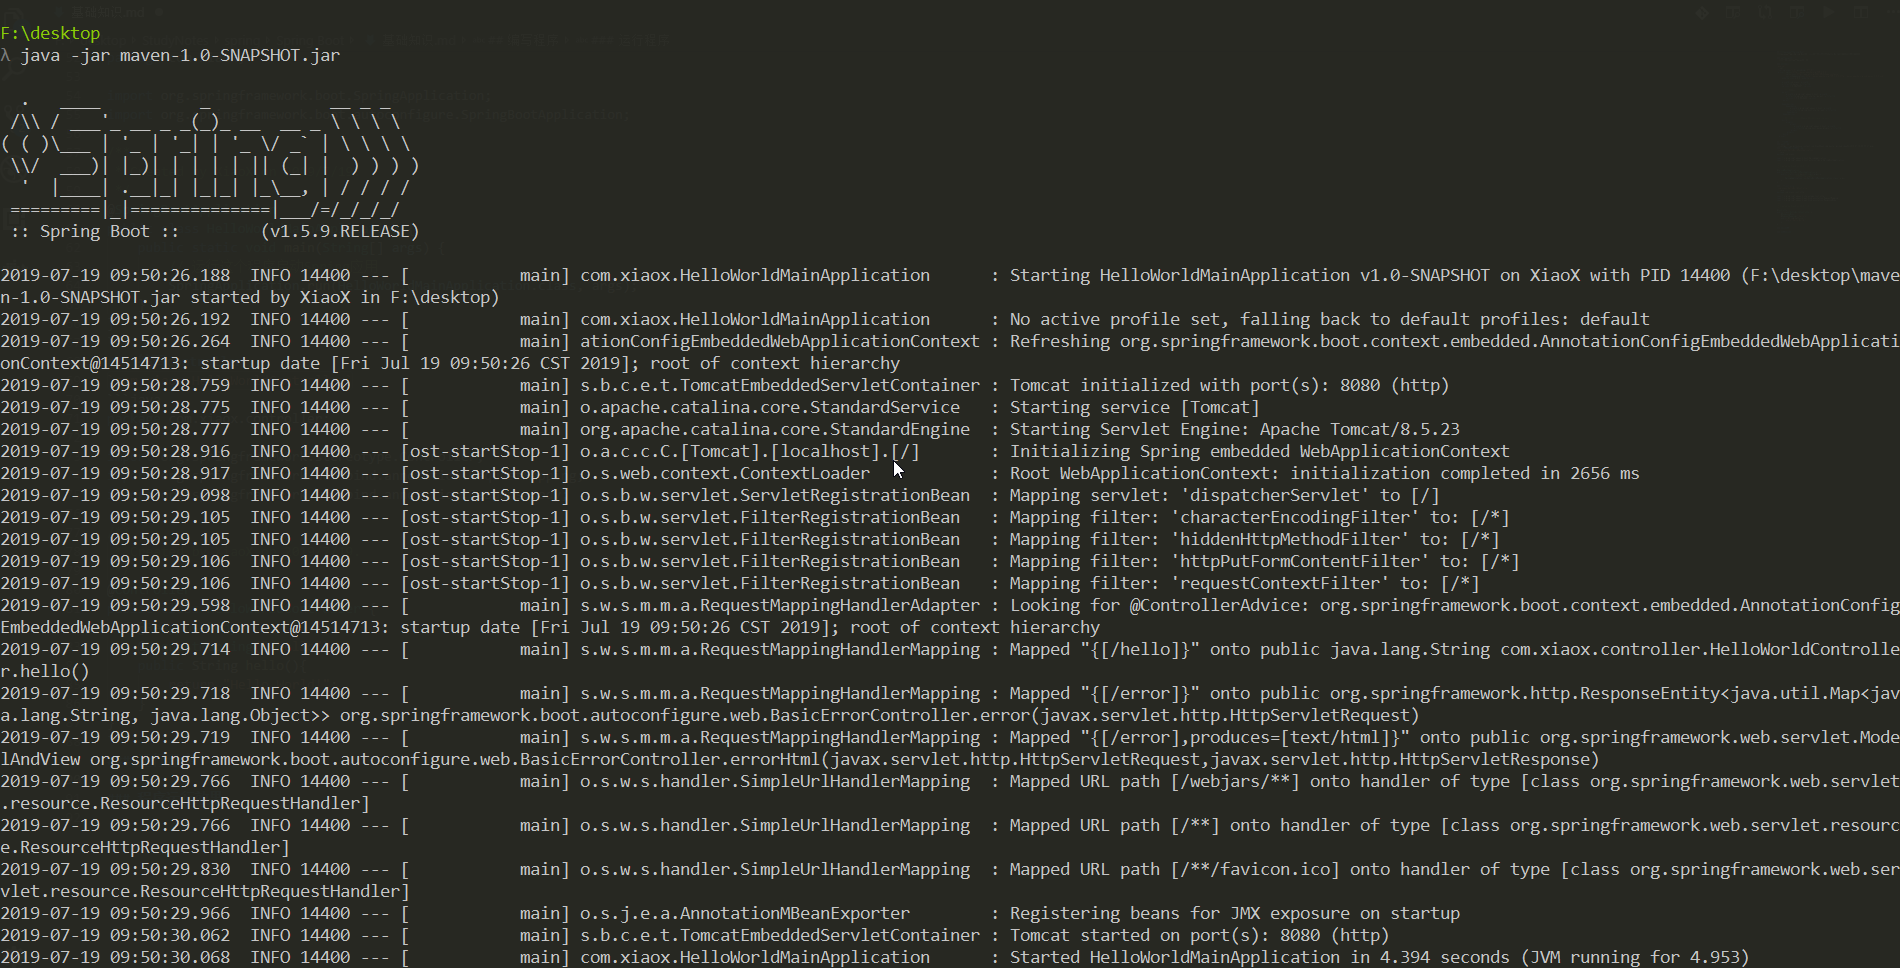 F:\desktop
λ java -jar maven-1.0-SNAPSHOT.jar
  .   ____          _            __ _ _
 /\\ / ___'_ __ _ _(_)_ __  __ _ \ \ \ \
( ( )\___ | '_ | '_| | '_ \/ _` | \ \ \ \
 \\/  ___)| |_)| | | | | || (_| |  ) ) ) )
  '  |____| .__|_| |_|_| |_\__, | / / / /
 =========|_|==============|___/=/_/_/_/
 :: Spring Boot ::        (v1.5.9.RELEASE)
2019-07-19 09:50:26.188  INFO 14400 --- [           main] com.xiaox.HelloWorldMainApplication      : Starting HelloWorldMainApplication v1.0-SNAPSHOT on XiaoX with PID 14400 (F:\desktop\mave
n-1.0-SNAPSHOT.jar started by XiaoX in F:\desktop)
2019-07-19 09:50:26.192  INFO 14400 --- [           main] com.xiaox.HelloWorldMainApplication      : No active profile set, falling back to default profiles: default
2019-07-19 09:50:26.264  INFO 14400 --- [           main] ationConfigEmbeddedWebApplicationContext : Refreshing org.springframework.boot.context.embedded.AnnotationConfigEmbeddedWebApplicati
onContext@14514713: startup date [Fri Jul 19 09:50:26 CST 2019]; root of context hierarchy
2019-07-19 09:50:28.759  INFO 14400 --- [           main] s.b.c.e.t.TomcatEmbeddedServletContainer : Tomcat initialized with port(s): 8080 (http)
2019-07-19 09:50:28.775  INFO 14400 --- [           main] o.apache.catalina.core.StandardService   : Starting service [Tomcat]
2019-07-19 09:50:28.777  INFO 14400 --- [           main] org.apache.catalina.core.StandardEngine  : Starting Servlet Engine: Apache Tomcat/8.5.23
2019-07-19 09:50:28.916  INFO 14400 --- [ost-startStop-1] o.a.c.c.C.[Tomcat].[localhost].[/]       : Initializing Spring embedded WebApplicationContext
2019-07-19 09:50:28.917  INFO 14400 --- [ost-startStop-1] o.s.web.context.ContextLoader            : Root WebApplicationContext: initialization completed in 2656 ms
2019-07-19 09:50:29.098  INFO 14400 --- [ost-startStop-1] o.s.b.w.servlet.ServletRegistrationBean  : Mapping servlet: 'dispatcherServlet' to [/]
2019-07-19 09:50:29.105  INFO 14400 --- [ost-startStop-1] o.s.b.w.servlet.FilterRegistrationBean   : Mapping filter: 'characterEncodingFilter' to: [/*]
2019-07-19 09:50:29.105  INFO 14400 --- [ost-startStop-1] o.s.b.w.servlet.FilterRegistrationBean   : Mapping filter: 'hiddenHttpMethodFilter' to: [/*]
2019-07-19 09:50:29.106  INFO 14400 --- [ost-startStop-1] o.s.b.w.servlet.FilterRegistrationBean   : Mapping filter: 'httpPutFormContentFilter' to: [/*]
2019-07-19 09:50:29.106  INFO 14400 --- [ost-startStop-1] o.s.b.w.servlet.FilterRegistrationBean   : Mapping filter: 'requestContextFilter' to: [/*]
2019-07-19 09:50:29.598  INFO 14400 --- [           main] s.w.s.m.m.a.RequestMappingHandlerAdapter : Looking for @ControllerAdvice: org.springframework.boot.context.embedded.AnnotationConfig
EmbeddedWebApplicationContext@14514713: startup date [Fri Jul 19 09:50:26 CST 2019]; root of context hierarchy
2019-07-19 09:50:29.714  INFO 14400 --- [           main] s.w.s.m.m.a.RequestMappingHandlerMapping : Mapped "{[/hello]}" onto public java.lang.String com.xiaox.controller.HelloWorldControlle
r.hello()
2019-07-19 09:50:29.718  INFO 14400 --- [           main] s.w.s.m.m.a.RequestMappingHandlerMapping : Mapped "{[/error]}" onto public org.springframework.http.ResponseEntity<java.util.Map<jav
a.lang.String, java.lang.Object>> org.springframework.boot.autoconfigure.web.BasicErrorController.error(javax.servlet.http.HttpServletRequest)
2019-07-19 09:50:29.719  INFO 14400 --- [           main] s.w.s.m.m.a.RequestMappingHandlerMapping : Mapped "{[/error],produces=[text/html]}" onto public org.springframework.web.servlet.Mode
lAndView org.springframework.boot.autoconfigure.web.BasicErrorController.errorHtml(javax.servlet.http.HttpServletRequest,javax.servlet.http.HttpServletResponse)
2019-07-19 09:50:29.766  INFO 14400 --- [           main] o.s.w.s.handler.SimpleUrlHandlerMapping  : Mapped URL path [/webjars/**] onto handler of type [class org.springframework.web.servlet
.resource.ResourceHttpRequestHandler]
2019-07-19 09:50:29.766  INFO 14400 --- [           main] o.s.w.s.handler.SimpleUrlHandlerMapping  : Mapped URL path [/**] onto handler of type [class org.springframework.web.servlet.resourc
e.ResourceHttpRequestHandler]
2019-07-19 09:50:29.830  INFO 14400 --- [           main] o.s.w.s.handler.SimpleUrlHandlerMapping  : Mapped URL path [/**/favicon.ico] onto handler of type [class org.springframework.web.ser
vlet.resource.ResourceHttpRequestHandler]
2019-07-19 09:50:29.966  INFO 14400 --- [           main] o.s.j.e.a.AnnotationMBeanExporter        : Registering beans for JMX exposure on startup
2019-07-19 09:50:30.062  INFO 14400 --- [           main] s.b.c.e.t.TomcatEmbeddedServletContainer : Tomcat started on port(s): 8080 (http)
2019-07-19 09:50:30.068  INFO 14400 --- [           main] com.xiaox.HelloWorldMainApplication      : Started HelloWorldMainApplication in 4.394 seconds (JVM running for 4.953)